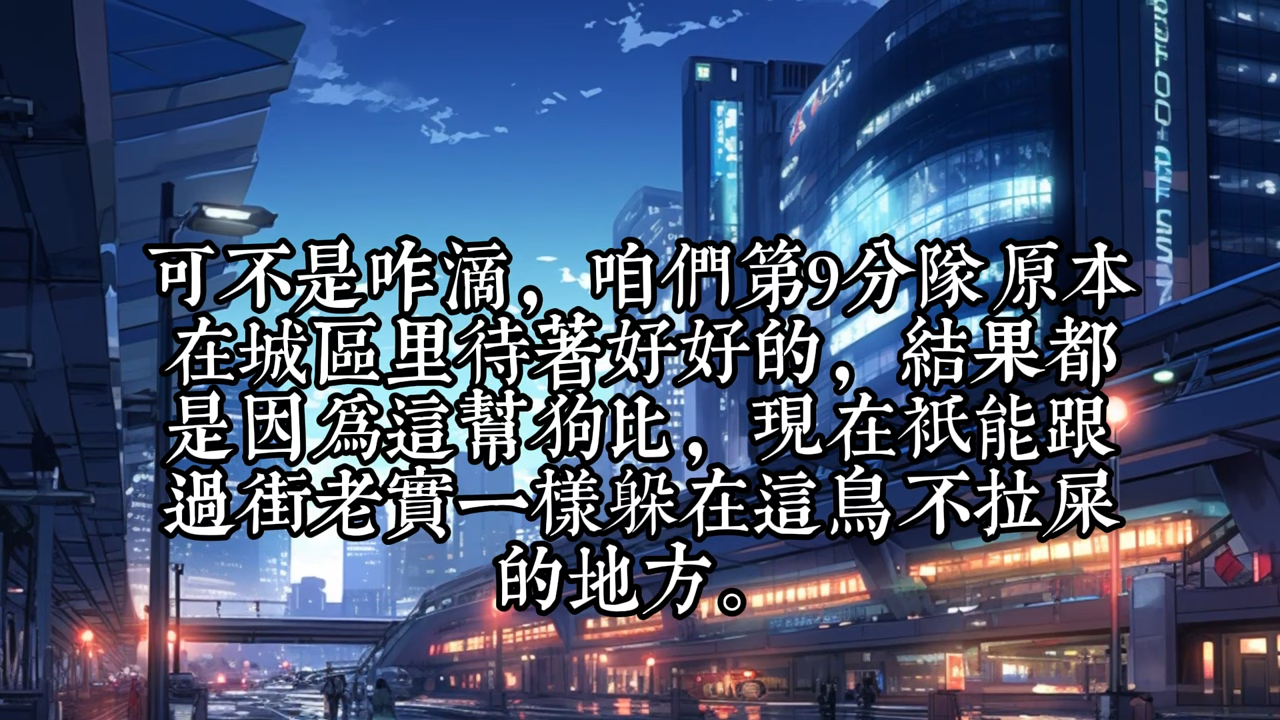 可不是咋滴，咱們第9分隊原本
在城區里待著好好的，結果都
是因為這幫狗比，現在衹能跟
過街老實一樣躲在這鳥不拉屎
的地方。